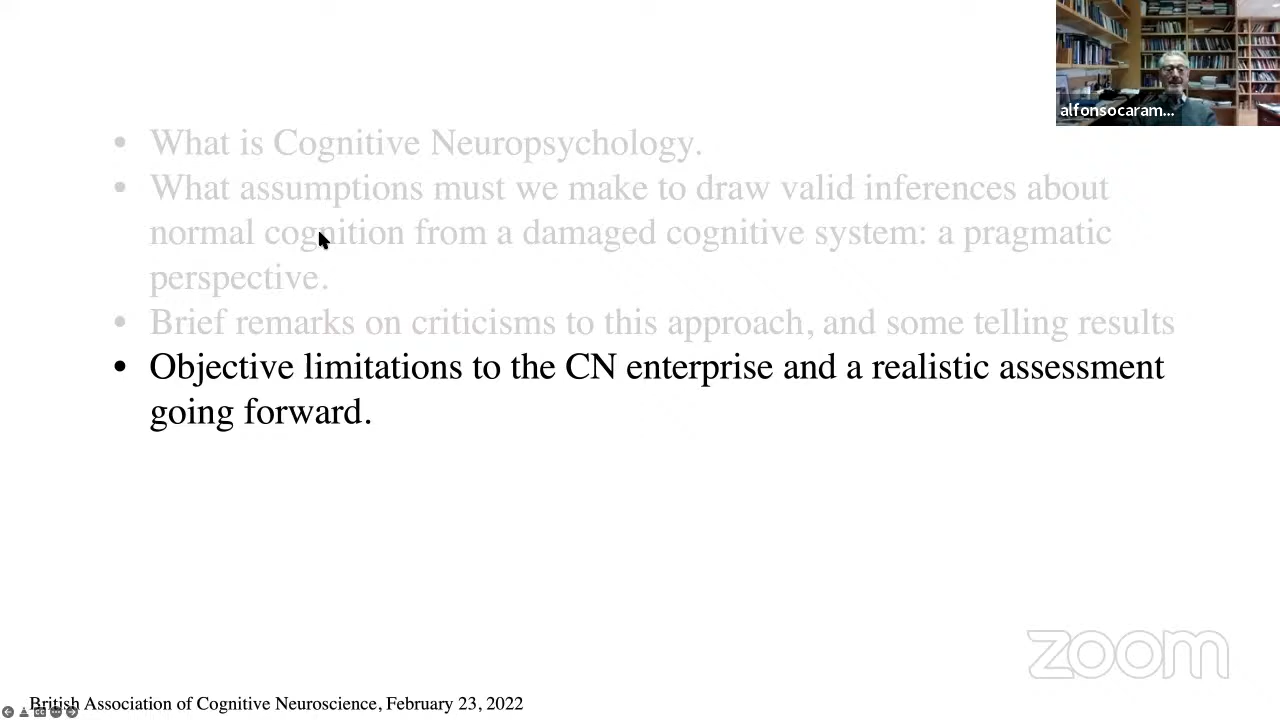 alfonsocaram...
• What is Cognitive Neuropsychology.
• What assumptions must we make to draw valid inferences about
normal cognition from a damaged cognitive system: a pragmatic
perspective.
• Brief remarks on criticisms to this approach, and some telling results
• Objective limitations to the CN enterprise and a realistic assessment
going forward.
zoom
British Association of Cognitive Neuroscience, February 23, 2022